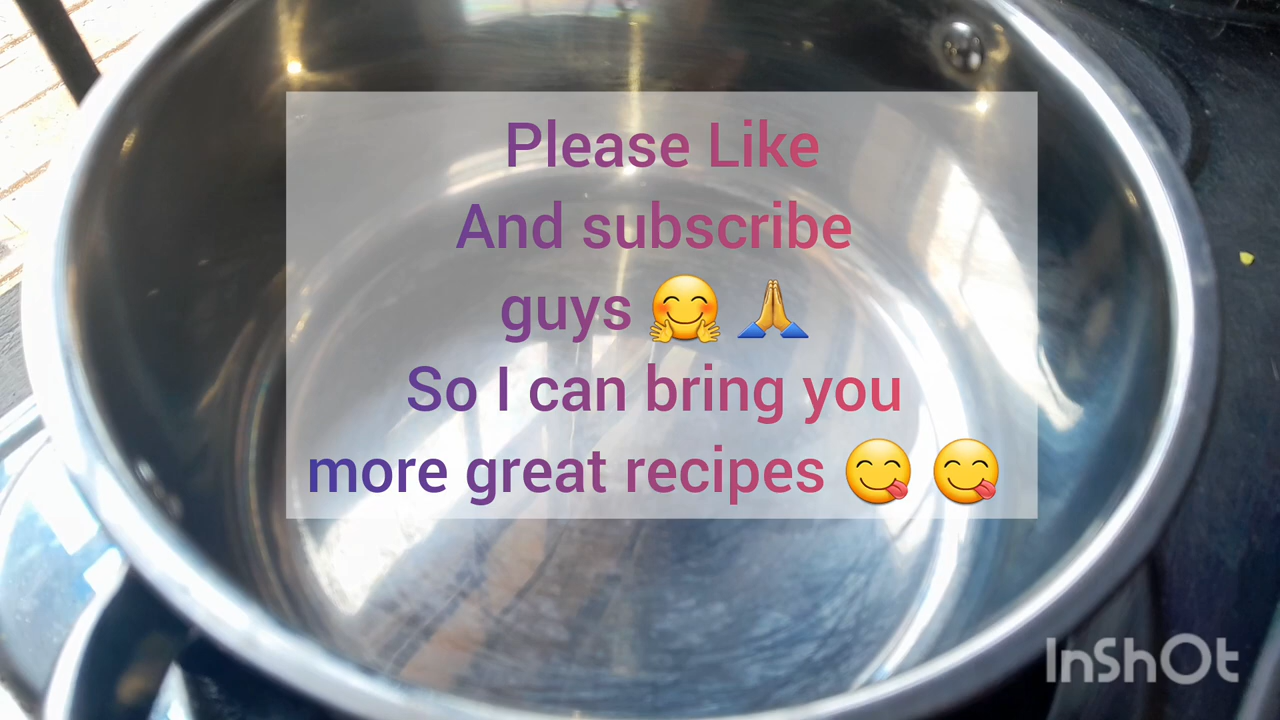 Please Like
And subscribe
guys 🤗 🙏
So I can bring you
more great recipes 😋 😋
InShOt